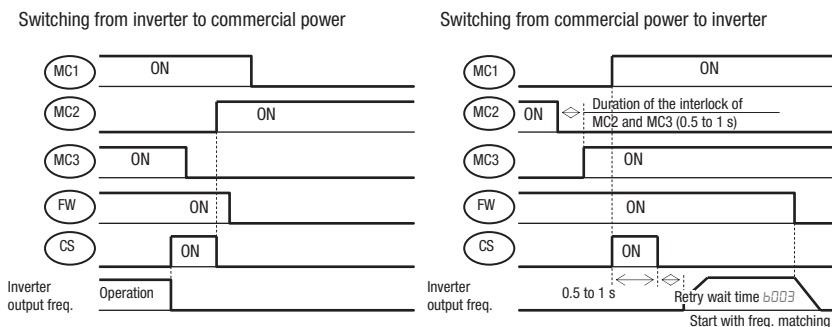 Switching from inverter to commercial power
MC1
ON
MC2
ON
MC3
ON
FW
ON
CS
ON
Inverter
output freq.
Operation
Switching from commercial power to inverter
MC1
ON
MC2
ON
Duration of the interlock of
MC2 and MC3 (0.5 to 1 s)
MC3
ON
FW
ON
CS
ON
Inverter
output freq.
0.5 to 1 s
Retry wait time b003
Start with freq. matching